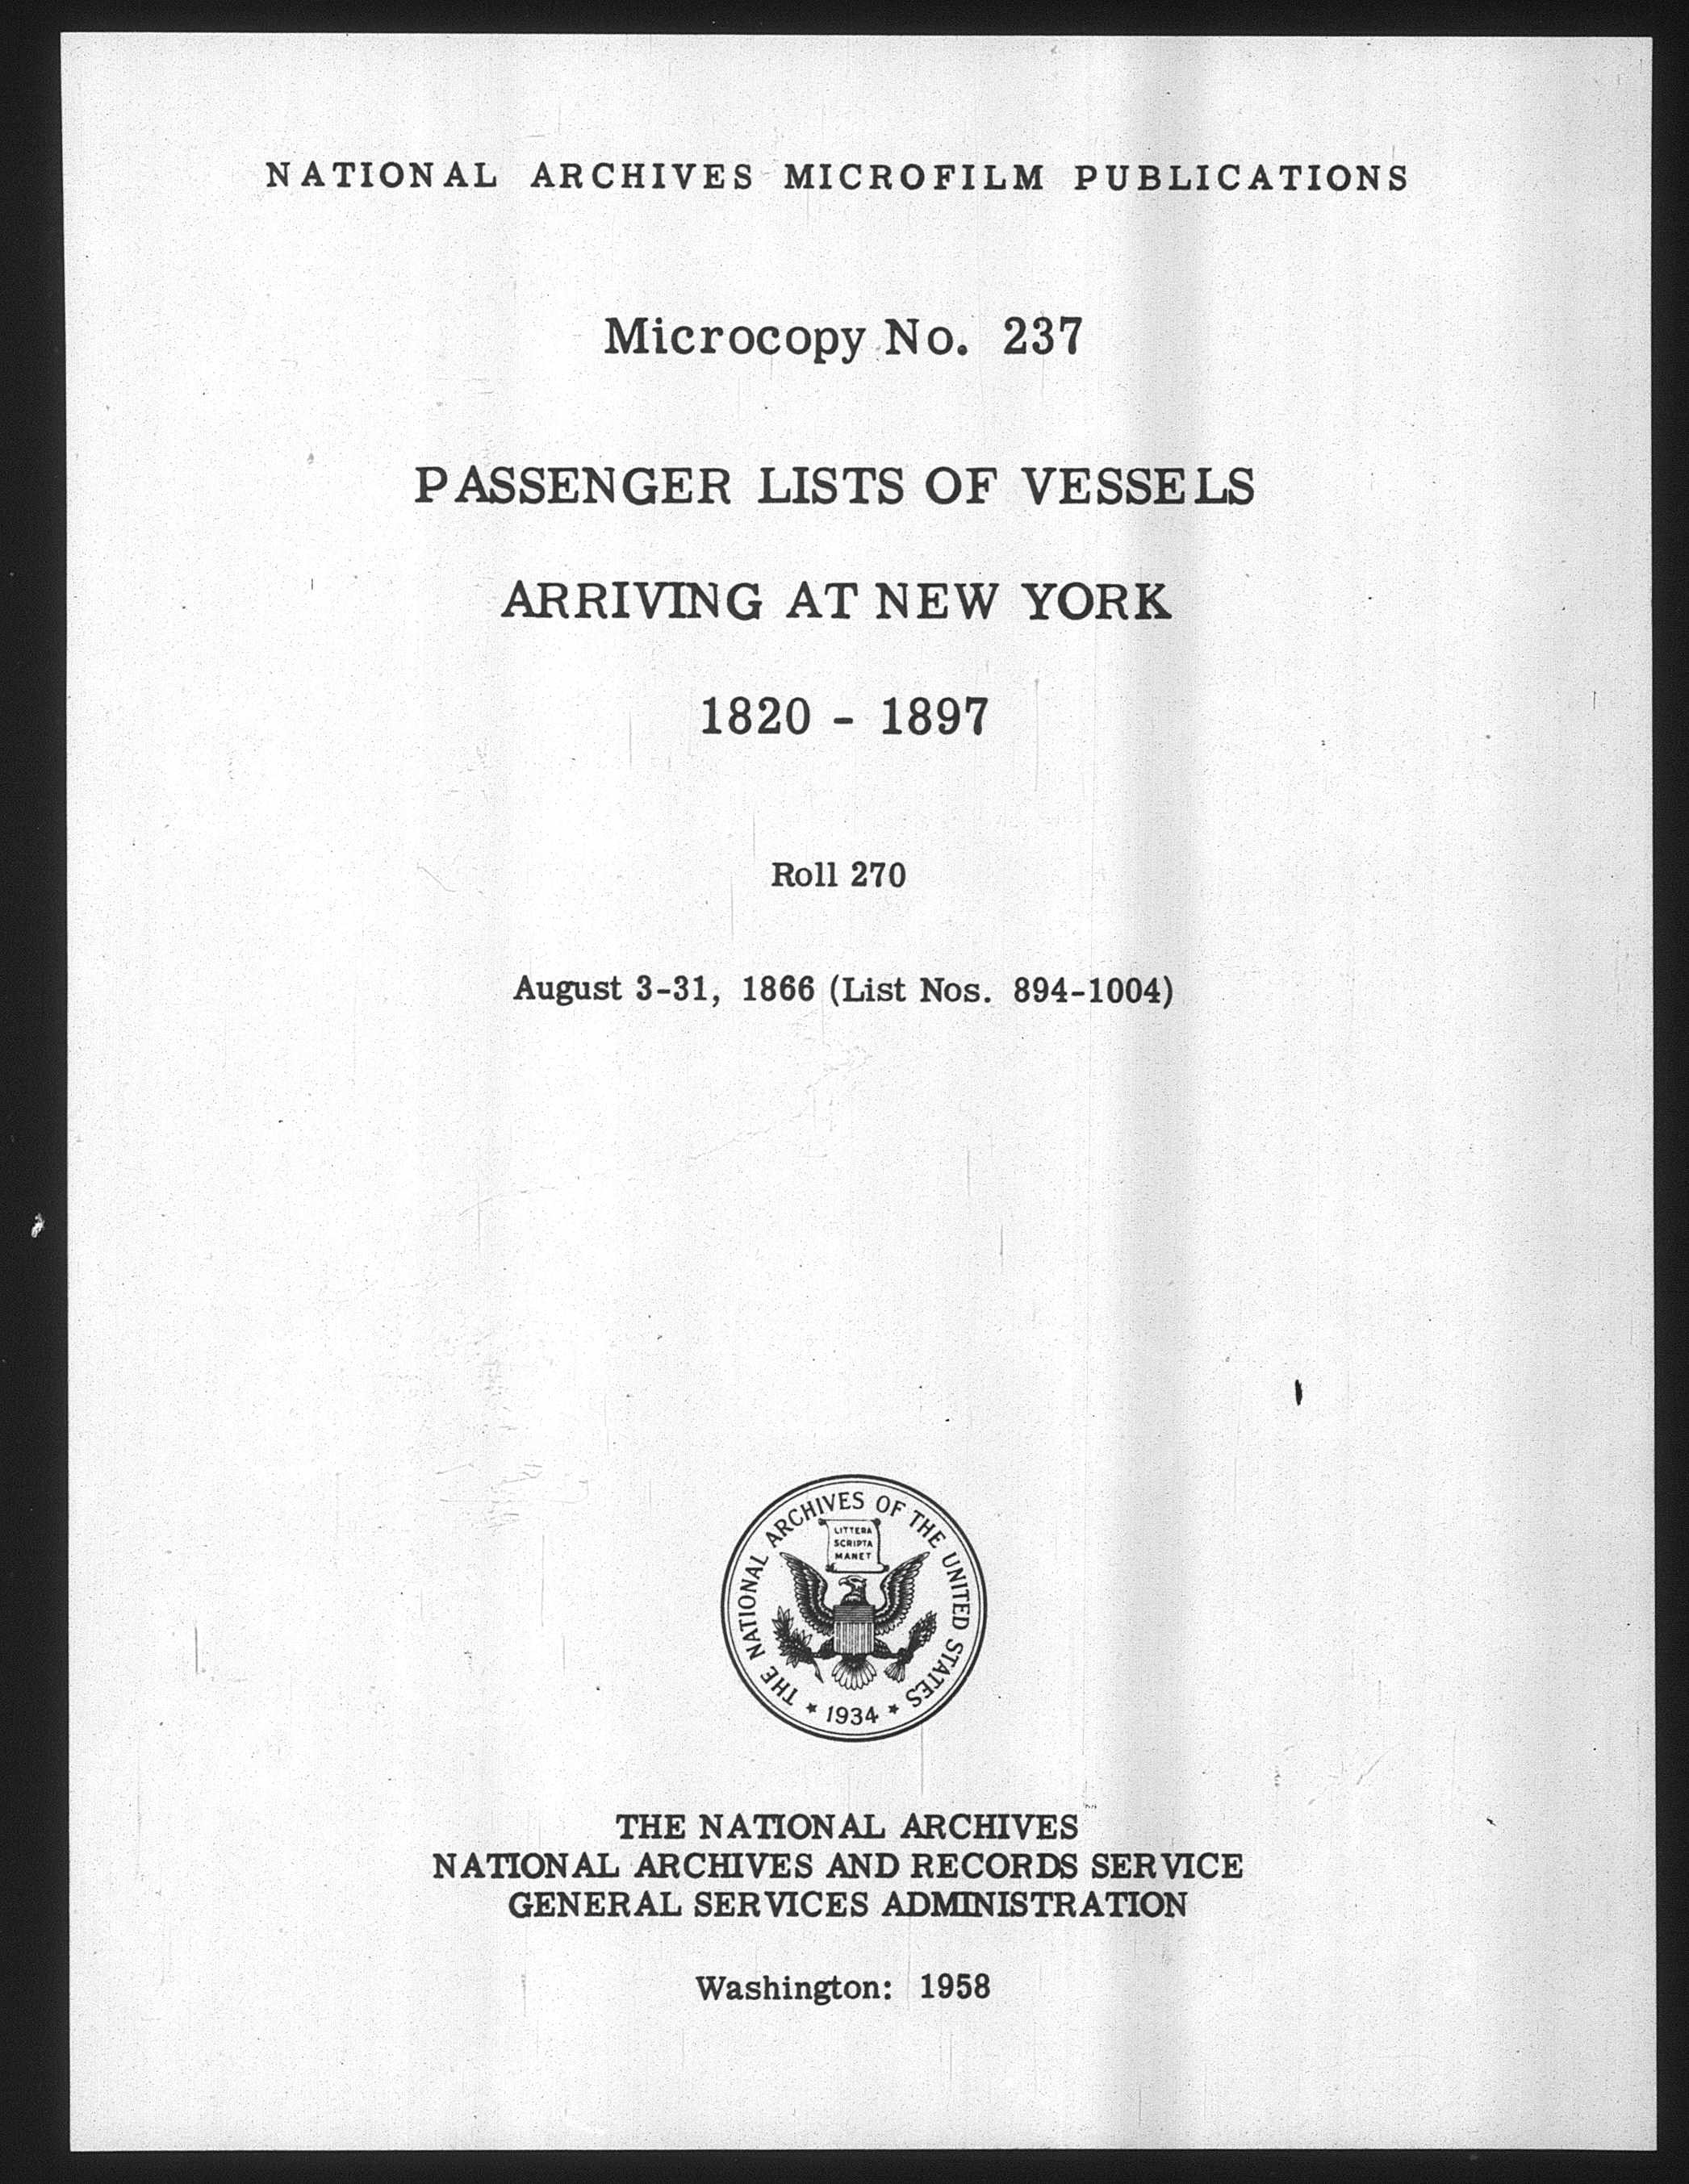 NATIONAL ARCHIVES MICROFILM PUBLICATIONS
Microcopy No. 237
PASSENGER LISTS OF VESSELS
ARRIVING AT NEW YORK
1820 - 1897
Roll 270
August 3-31, 1866 (List Nos. 894-1004)
THE NATIONAL ARCHIVES OF THE UNITED STATES
LITTERA
SCRIPTA
MANET
* 1934 *
THE NATIONAL ARCHIVES
NATIONAL ARCHIVES AND RECORDS SERVICE
GENERAL SERVICES ADMINISTRATION
Washington: 1958